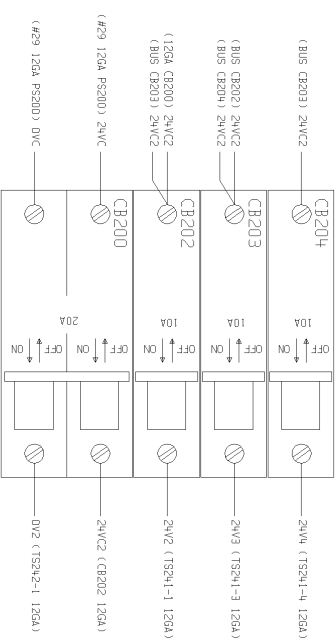 (#29 12GA PS200) 0VC
(#29 12GA PS200) 24VC
(12GA CB200) 24VC2
(BUS CB203) 24VC2
(BUS CB202) 24VC2
(BUS CB204) 24VC2
(BUS CB203) 24VC2
CB200
CB202
CB203
CB204
20A
10A
10A
10A
ON OFF
ON OFF
ON OFF
ON OFF
ON OFF
0V2 (TS242-1 12GA)
24VC2 (CB202 12GA)
24V2 (TS241-1 12GA)
24V3 (TS241-3 12GA)
24V4 (TS241-4 12GA)